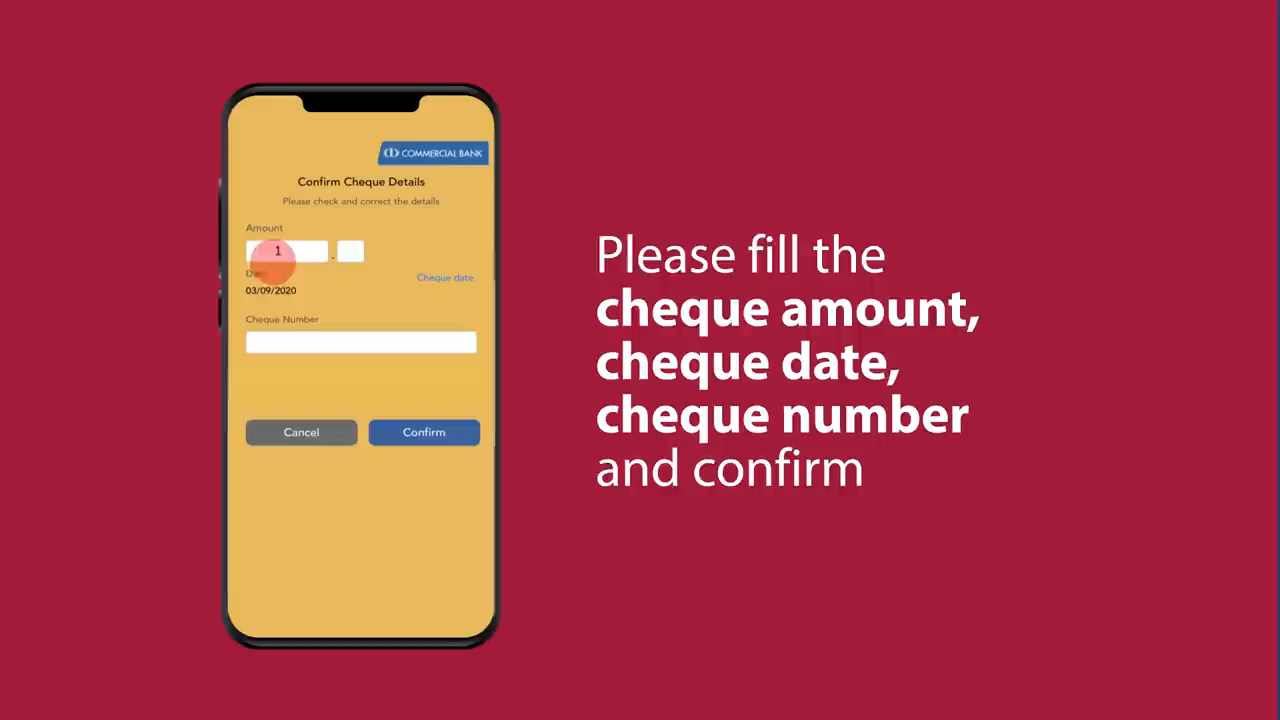 COMMERCIAL BANK
Confirm Cheque Details
Please check and correct the details
Amount
1
.
Date
Cheque date
03/09/2020
Cheque Number
Cancel
Confirm
Please fill the
cheque amount,
cheque date,
cheque number
and confirm